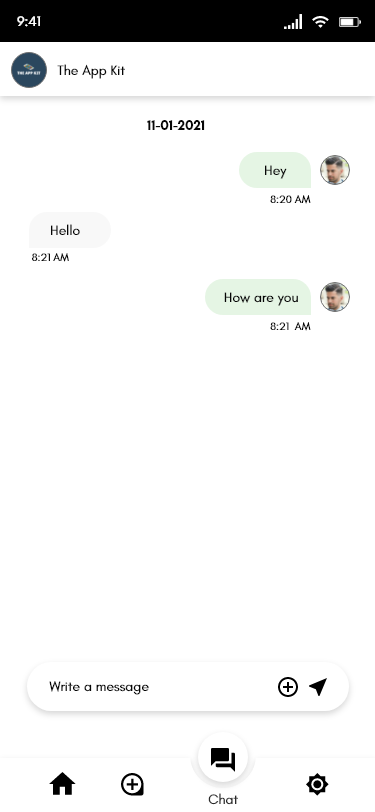 9:41
THE APP KIT
The App Kit
11-01-2021
Hey
8:20 AM
Hello
8:21 AM
How are you
8:21 AM
Write a message
Chat